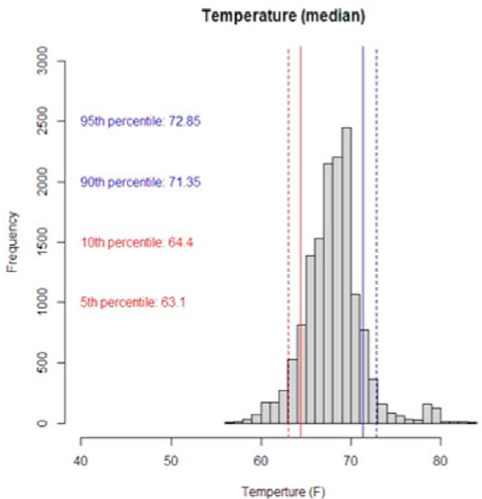 Temperature (median)
3000
2500
2000
1500
1000
500
0
Frequency
95th percentile: 72.85
90th percentile: 71.35
10th percentile: 64.4
5th percentile: 63.1
40 50 60 70 80
Temperture (F)